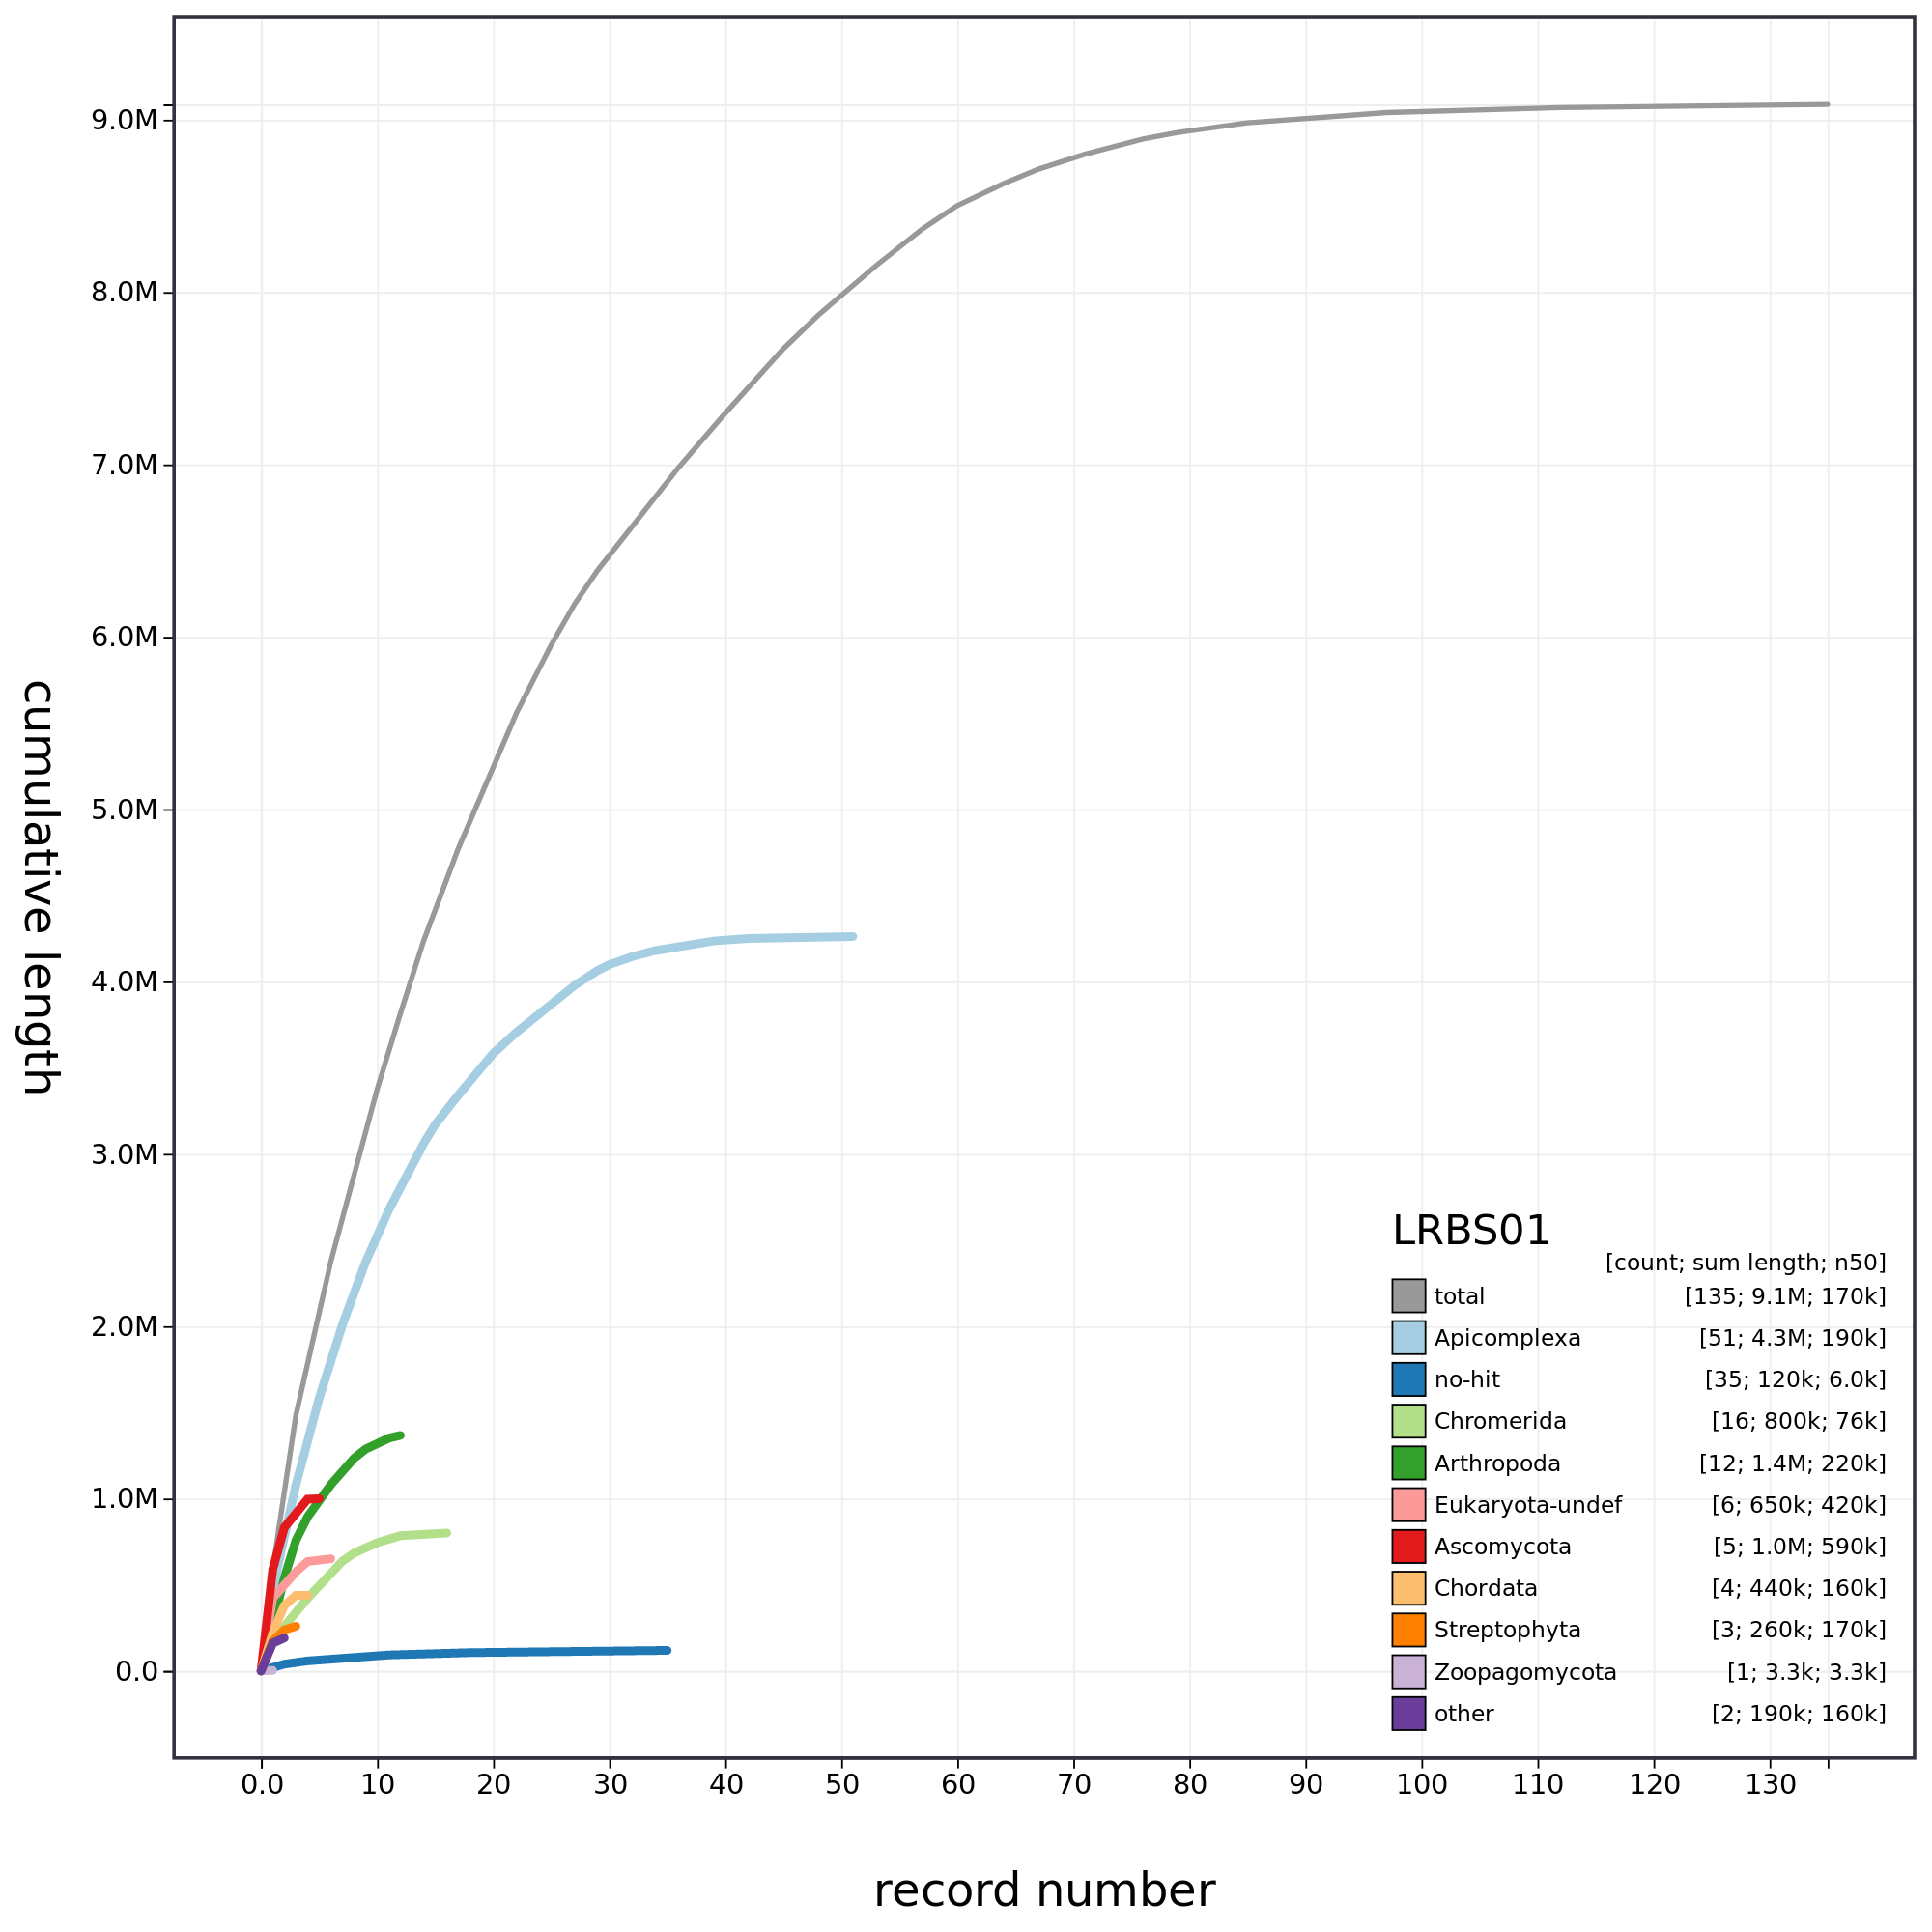 cumulative length
9.0M
8.0M
7.0M
6.0M
5.0M
4.0M
3.0M
2.0M
1.0M
0.0
LRBS01
[count; sum length; n50]
total [135; 9.1M; 170k]
Apicomplexa [51; 4.3M; 190k]
no-hit [35; 120k; 6.0k]
Chromerida [16; 800k; 76k]
Arthropoda [12; 1.4M; 220k]
Eukaryota-undef [6; 650k; 420k]
Ascomycota [5; 1.0M; 590k]
Chordata [4; 440k; 160k]
Streptophyta [3; 260k; 170k]
Zoopagomycota [1; 3.3k; 3.3k]
other [2; 190k; 160k]
0.0 10 20 30 40 50 60 70 80 90 100 110 120 130
record number